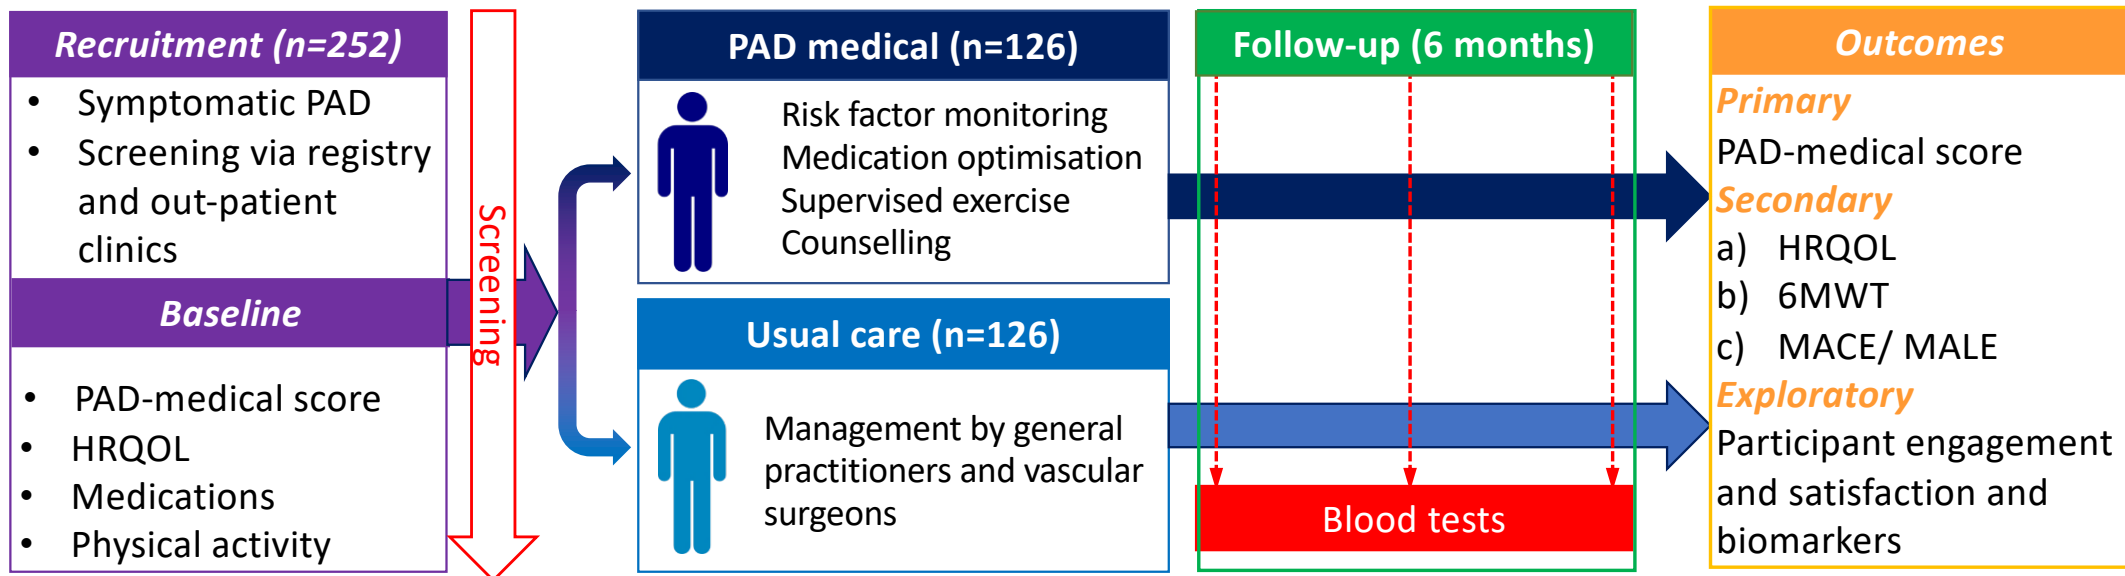 Recruitment (n=252)
• Symptomatic PAD
• Screening via registry
and out-patient
clinics
Baseline
• PAD-medical score
• HRQOL
• Medications
• Physical activity
Screening
PAD medical (n=126)
Risk factor monitoring
Medication optimisation
Supervised exercise
Counselling
Usual care (n=126)
Management by general
practitioners and vascular
surgeons
Follow-up (6 months)
Blood tests
Outcomes
Primary
PAD-medical score
Secondary
a) HRQOL
b) 6MWT
c) MACE/ MALE
Exploratory
Participant engagement
and satisfaction and
biomarkers